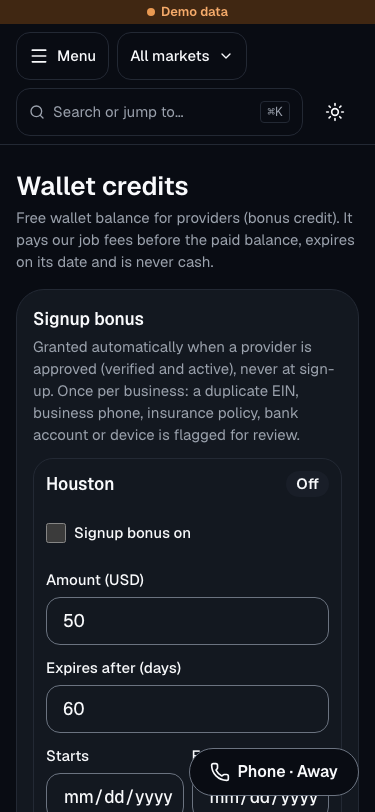 Demo data
Menu
All markets
Search or jump to…
⌘K
Wallet credits
Free wallet balance for providers (bonus credit). It
pays our job fees before the paid balance, expires
on its date and is never cash.
Signup bonus
Granted automatically when a provider is
approved (verified and active), never at sign-
up. Once per business: a duplicate EIN,
business phone, insurance policy, bank
account or device is flagged for review.
Houston
Off
Signup bonus on
Amount (USD)
50
Expires after (days)
60
Starts
Phone · Away
mm/dd/yyyy
mm/dd/yyyy